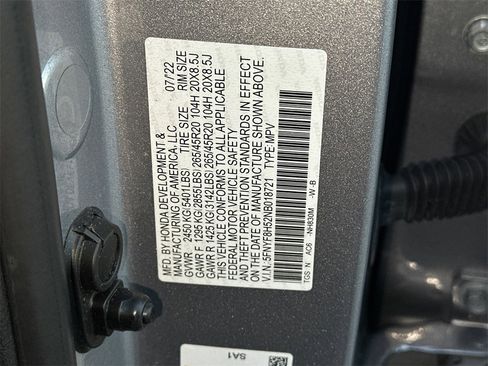 MFD. BY HONDA DEVELOPMENT &
MANUFACTURING OF AMERICA, LLC 07/22
TIRE SIZE RIM SIZE
GVWR 2450 KG(5401LBS)
GAWR F 1295 KG(2855LBS) 265/45R20 104H 20X8.5J
GAWR R 1425 KG(3142LBS) 265/45R20 104H 20X8.5J
THIS VEHICLE CONFORMS TO ALL APPLICABLE
FEDERAL MOTOR VEHICLE SAFETY
AND THEFT PREVENTION STANDARDS IN EFFECT
ON THE DATE OF MANUFACTURE SHOWN ABOVE.
V.I.N. 5FNYF8H52NB018721 TYPE:MPV
TGS N AC6 NH830M -W-B
SA1